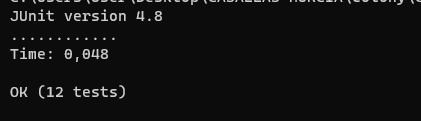 JUnit version 4.8
............
Time: 0,048
OK (12 tests)